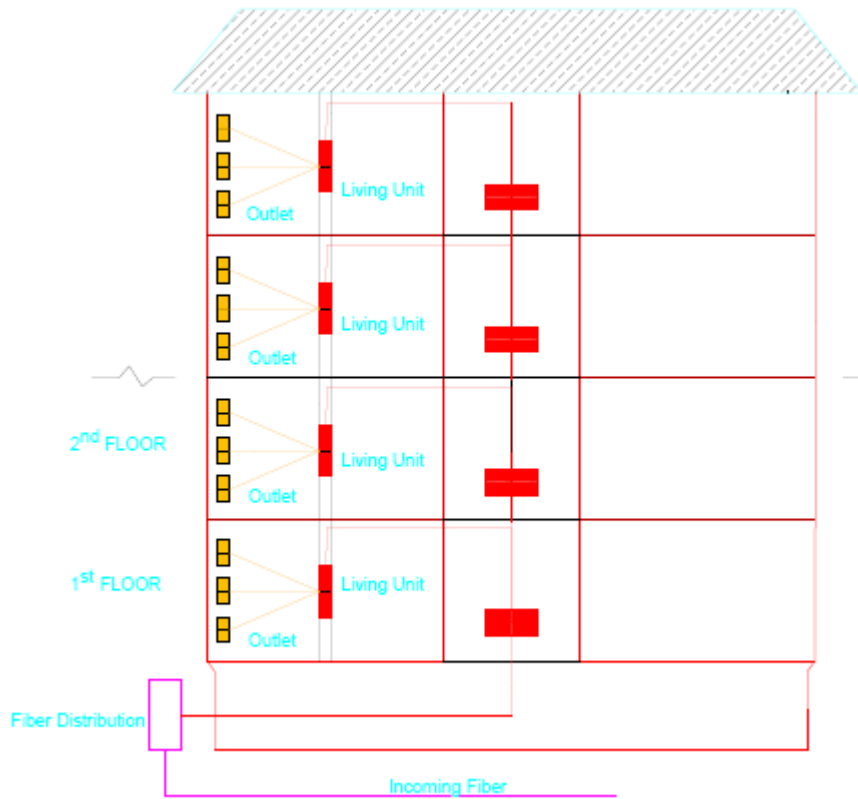 Living Unit
Outlet
Living Unit
Outlet
2nd FLOOR
Living Unit
Outlet
1st FLOOR
Living Unit
Outlet
Fiber Distribution
Incoming Fiber